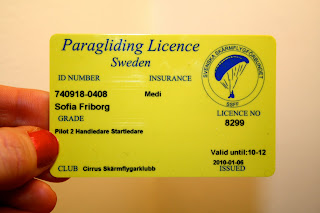 Paragliding Licence
Sweden
ID NUMBER INSURANCE
740918-0408 Medi
Sofia Friborg
GRADE
Pilot 2 Handledare Startledare
SVENSKA SKÄRMFLYGFÖRBUNDET
SSFF
LICENCE NO
8299
Valid until:10-12
2010-01-06
CLUB Cirrus Skärmflygarklubb ISSUED